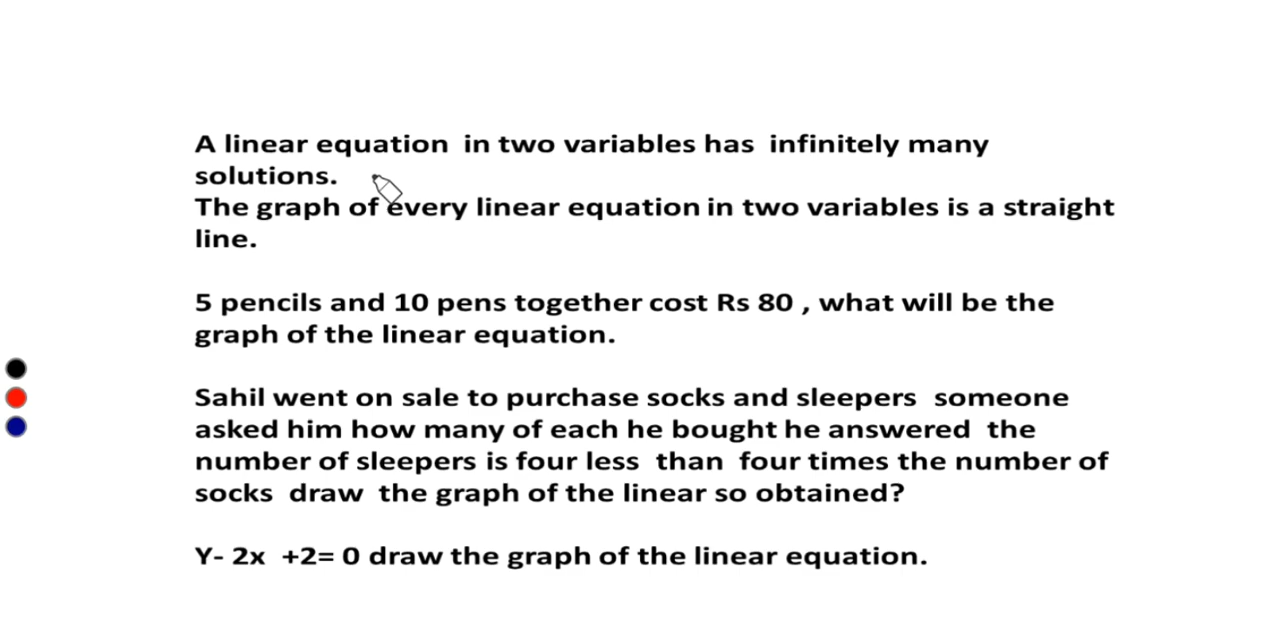 A linear equation in two variables has infinitely many
solutions.
The graph of every linear equation in two variables is a straight
line.
5 pencils and 10 pens together cost Rs 80 , what will be the
graph of the linear equation.
Sahil went on sale to purchase socks and sleepers someone
asked him how many of each he bought he answered the
number of sleepers is four less than four times the number of
socks draw the graph of the linear so obtained?
Y- 2x +2= 0 draw the graph of the linear equation.